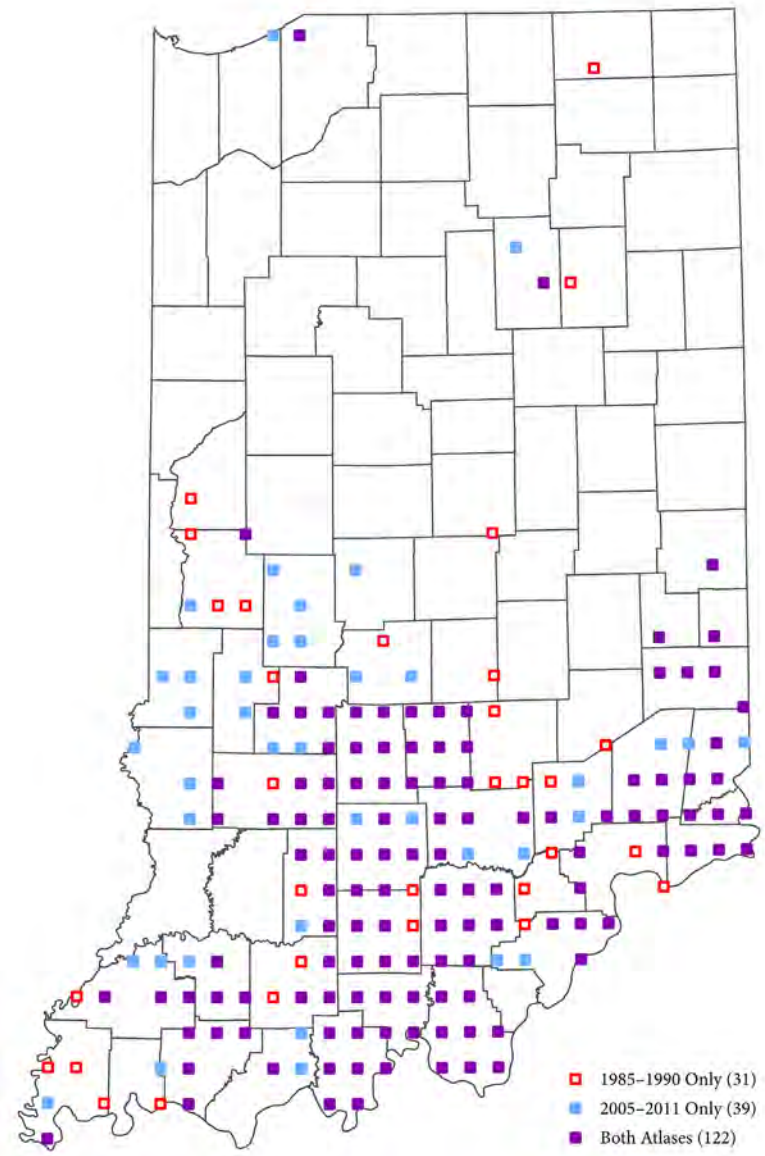 1985–1990 Only (31)
2005–2011 Only (39)
Both Atlases (122)